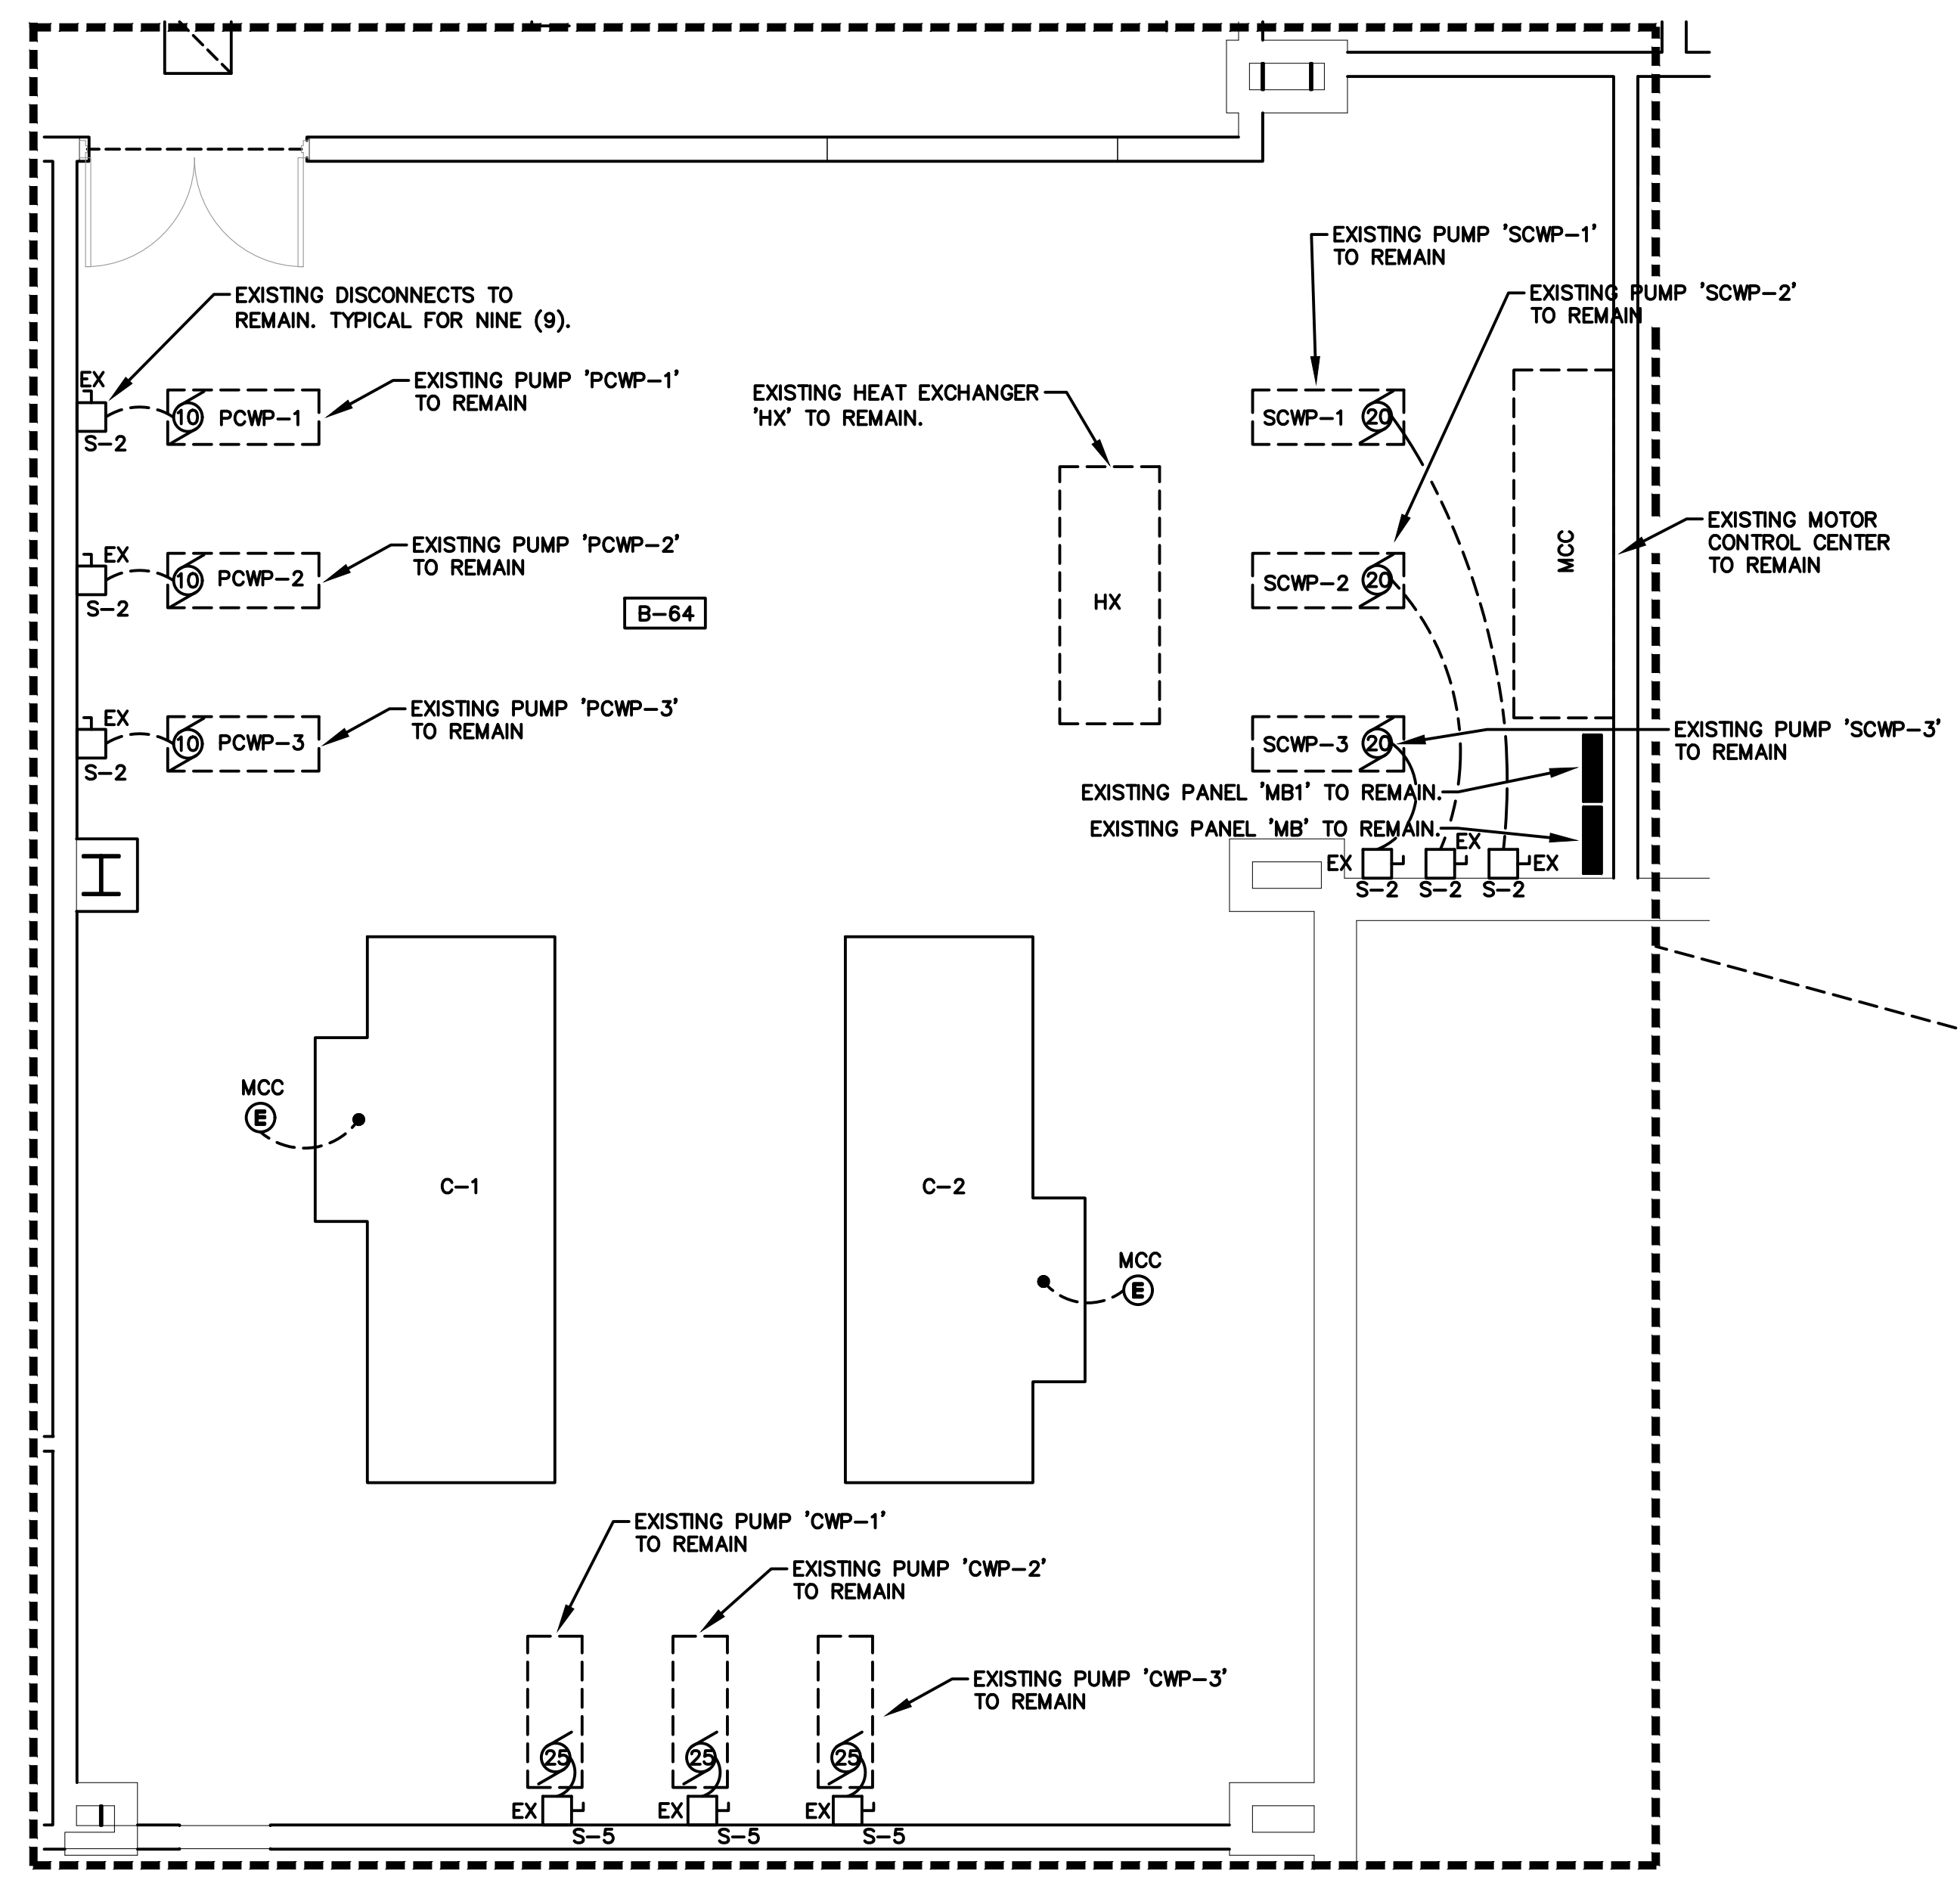 EXISTING PUMP 'SCWP-1'
TO REMAIN
EXISTING DISCONNECTS TO
REMAIN. TYPICAL FOR NINE (9).
EXISTING PUMP 'SCWP-2'
TO REMAIN
EX
S-2
10
PCWP-1
EXISTING PUMP 'PCWP-1'
TO REMAIN
EXISTING HEAT EXCHANGER
'HX' TO REMAIN.
SCWP-1
20
EX
S-2
10
PCWP-2
EXISTING PUMP 'PCWP-2'
TO REMAIN
B-64
HX
SCWP-2
20
MCC
EXISTING MOTOR
CONTROL CENTER
TO REMAIN
EX
S-2
10
PCWP-3
EXISTING PUMP 'PCWP-3'
TO REMAIN
SCWP-3
20
EXISTING PUMP 'SCWP-3'
TO REMAIN
EXISTING PANEL 'MB1' TO REMAIN.
EXISTING PANEL 'MB' TO REMAIN.
EX
EX
EX
S-2
S-2
S-2
MCC
E
C-1
C-2
MCC
E
EXISTING PUMP 'CWP-1'
TO REMAIN
EXISTING PUMP 'CWP-2'
TO REMAIN
EXISTING PUMP 'CWP-3'
TO REMAIN
25
25
25
EX
EX
EX
S-5
S-5
S-5